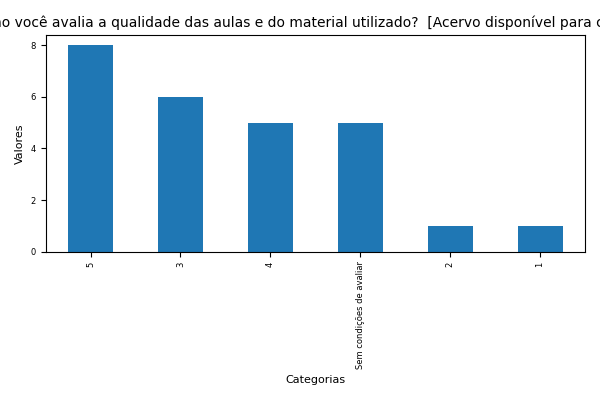 você avalia a qualidade das aulas e do material utilizado?  [Acervo disponível para
Valores
8
6
4
2
0
5
3
4
Sem condições de avaliar
2
1
Categorias